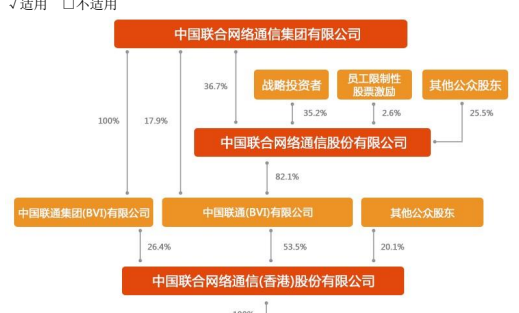 √适用 □不适用
中国联合网络通信集团有限公司
36.7%
战略投资者
员工限制性
股票激励
其他公众股东
100%
17.9%
35.2%
2.6%
25.5%
中国联合网络通信股份有限公司
82.1%
中国联通集团(BVI)有限公司
中国联通(BVI)有限公司
其他公众股东
26.4%
53.5%
20.1%
中国联合网络通信(香港)股份有限公司